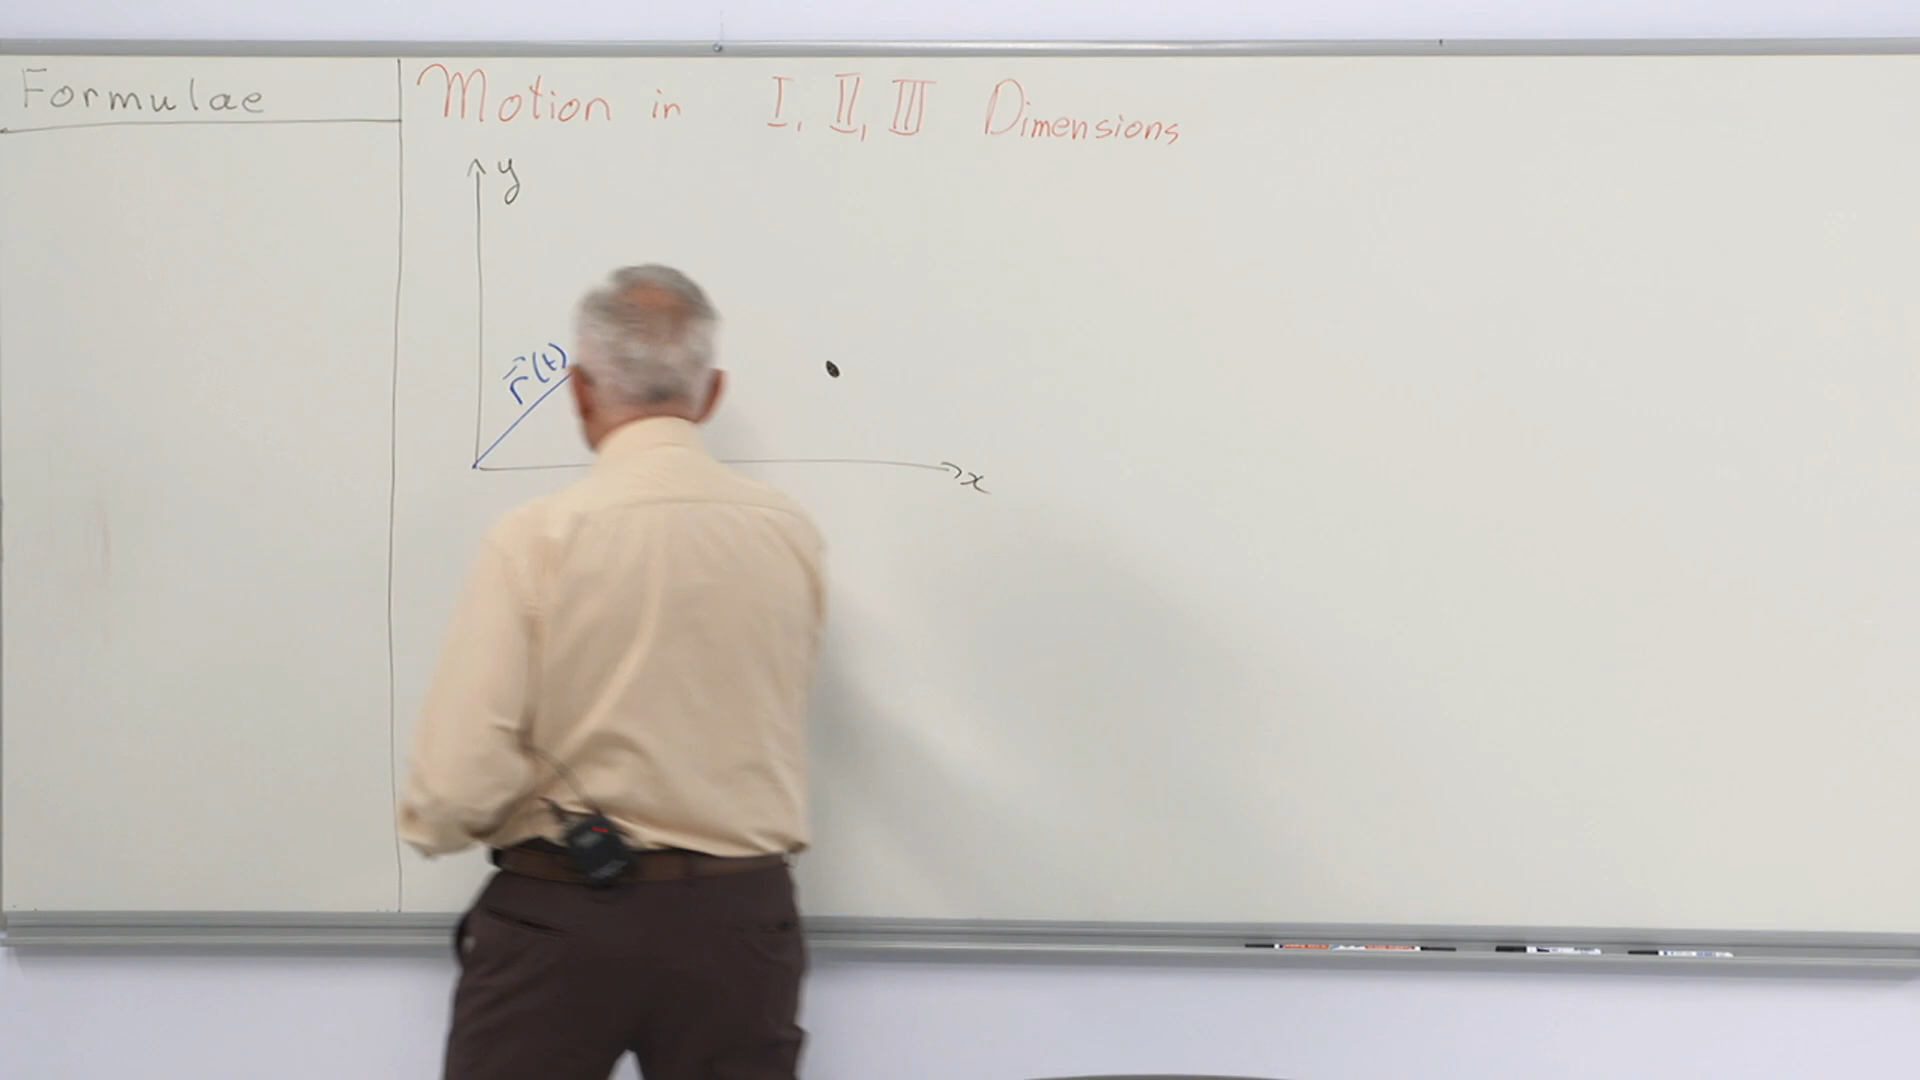 Formulae
Motion in I, II, III Dimensions
y
r⃗(t)
x